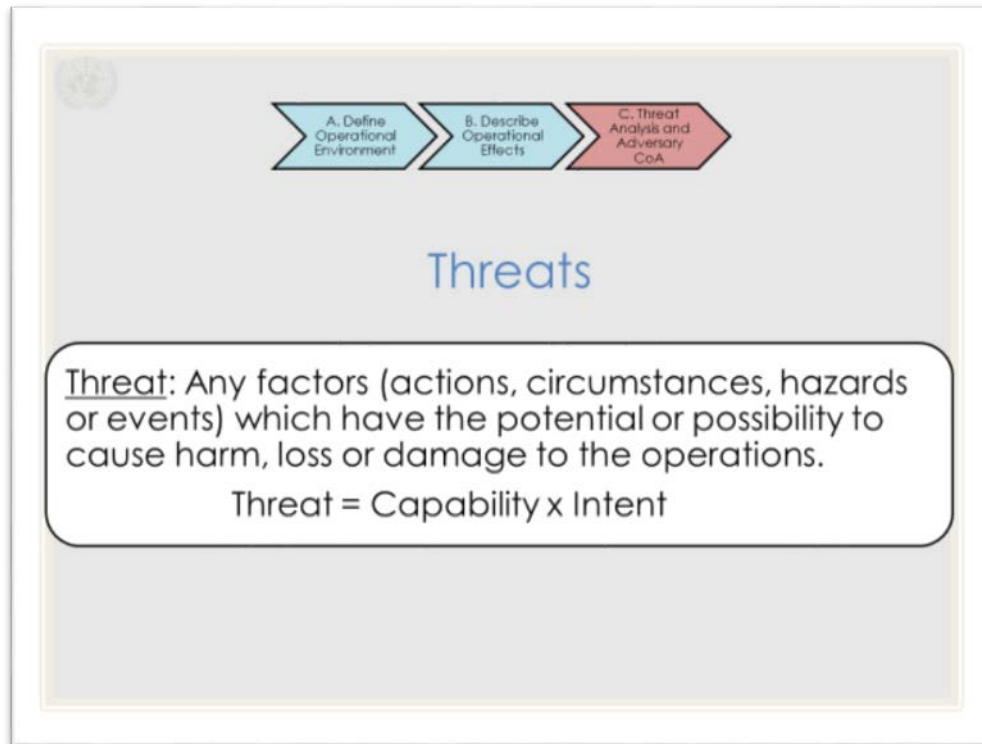 A. Define
Operational
Environment
B. Describe
Operational
Effects
C. Threat
Analysis and
Adversary
CoA
Threats
Threat: Any factors (actions, circumstances, hazards
or events) which have the potential or possibility to
cause harm, loss or damage to the operations.
Threat = Capability x Intent